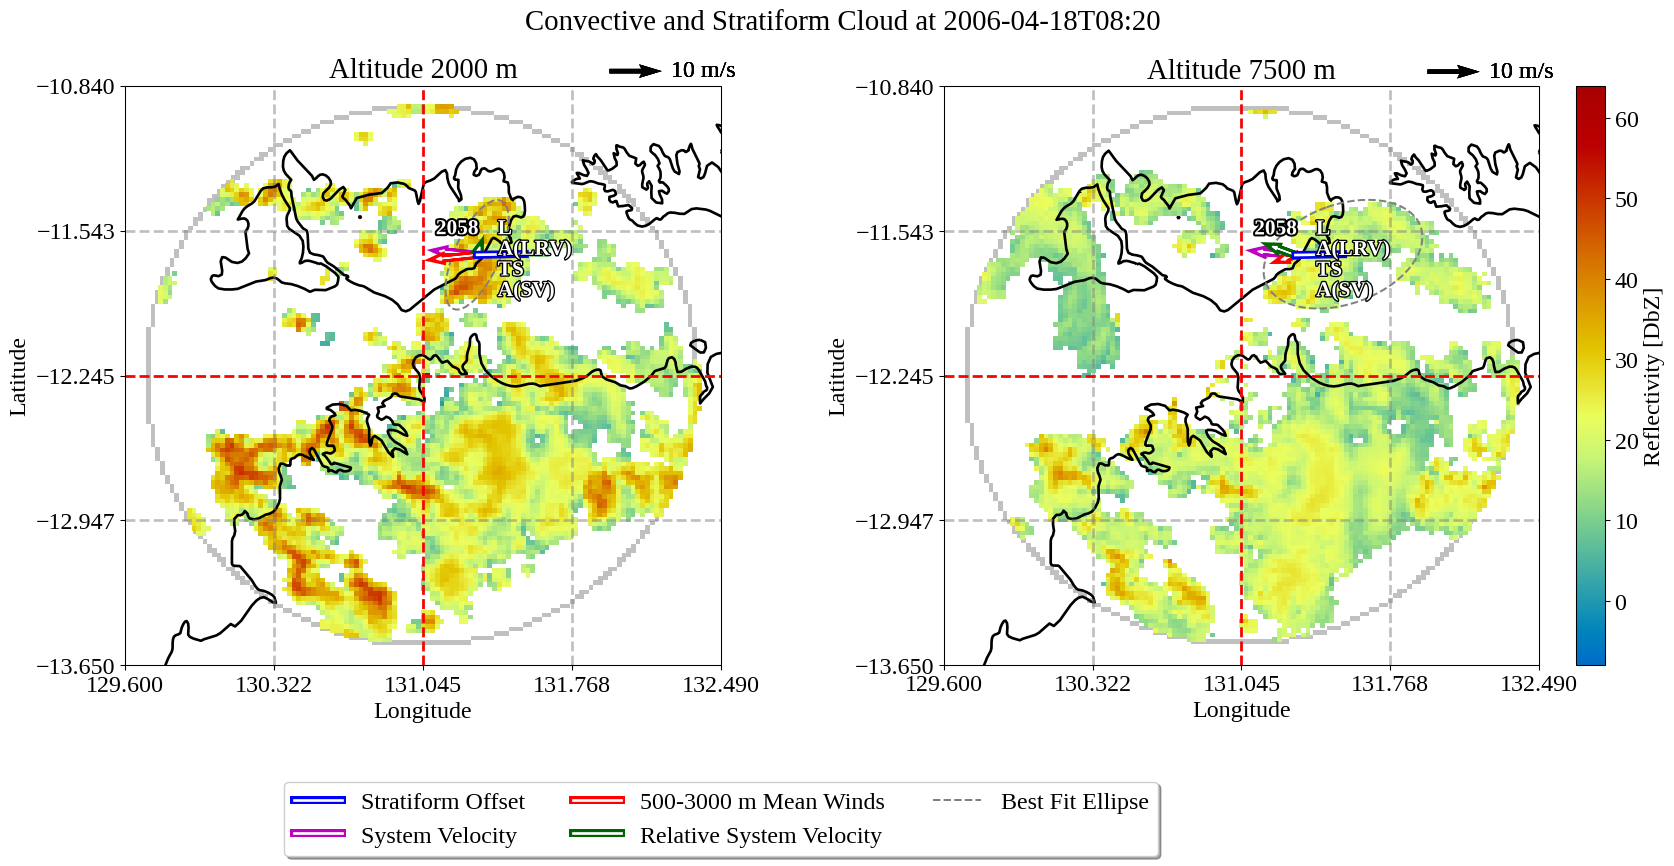 Convective and Stratiform Cloud at 2006-04-18T08:20
Altitude 2000 m
10 m/s
−10.840
−11.543
−12.245
−12.947
−13.650
129.600
130.322
131.045
131.768
132.490
Latitude
Longitude
2058
L
A(LRV)
TS
A(SV)
Altitude 7500 m
10 m/s
−10.840
−11.543
−12.245
−12.947
−13.650
129.600
130.322
131.045
131.768
132.490
Latitude
Longitude
2058
L
A(LRV)
TS
A(SV)
60
50
40
30
20
10
0
Reflectivity [DbZ]
Stratiform Offset
System Velocity
500-3000 m Mean Winds
Relative System Velocity
Best Fit Ellipse